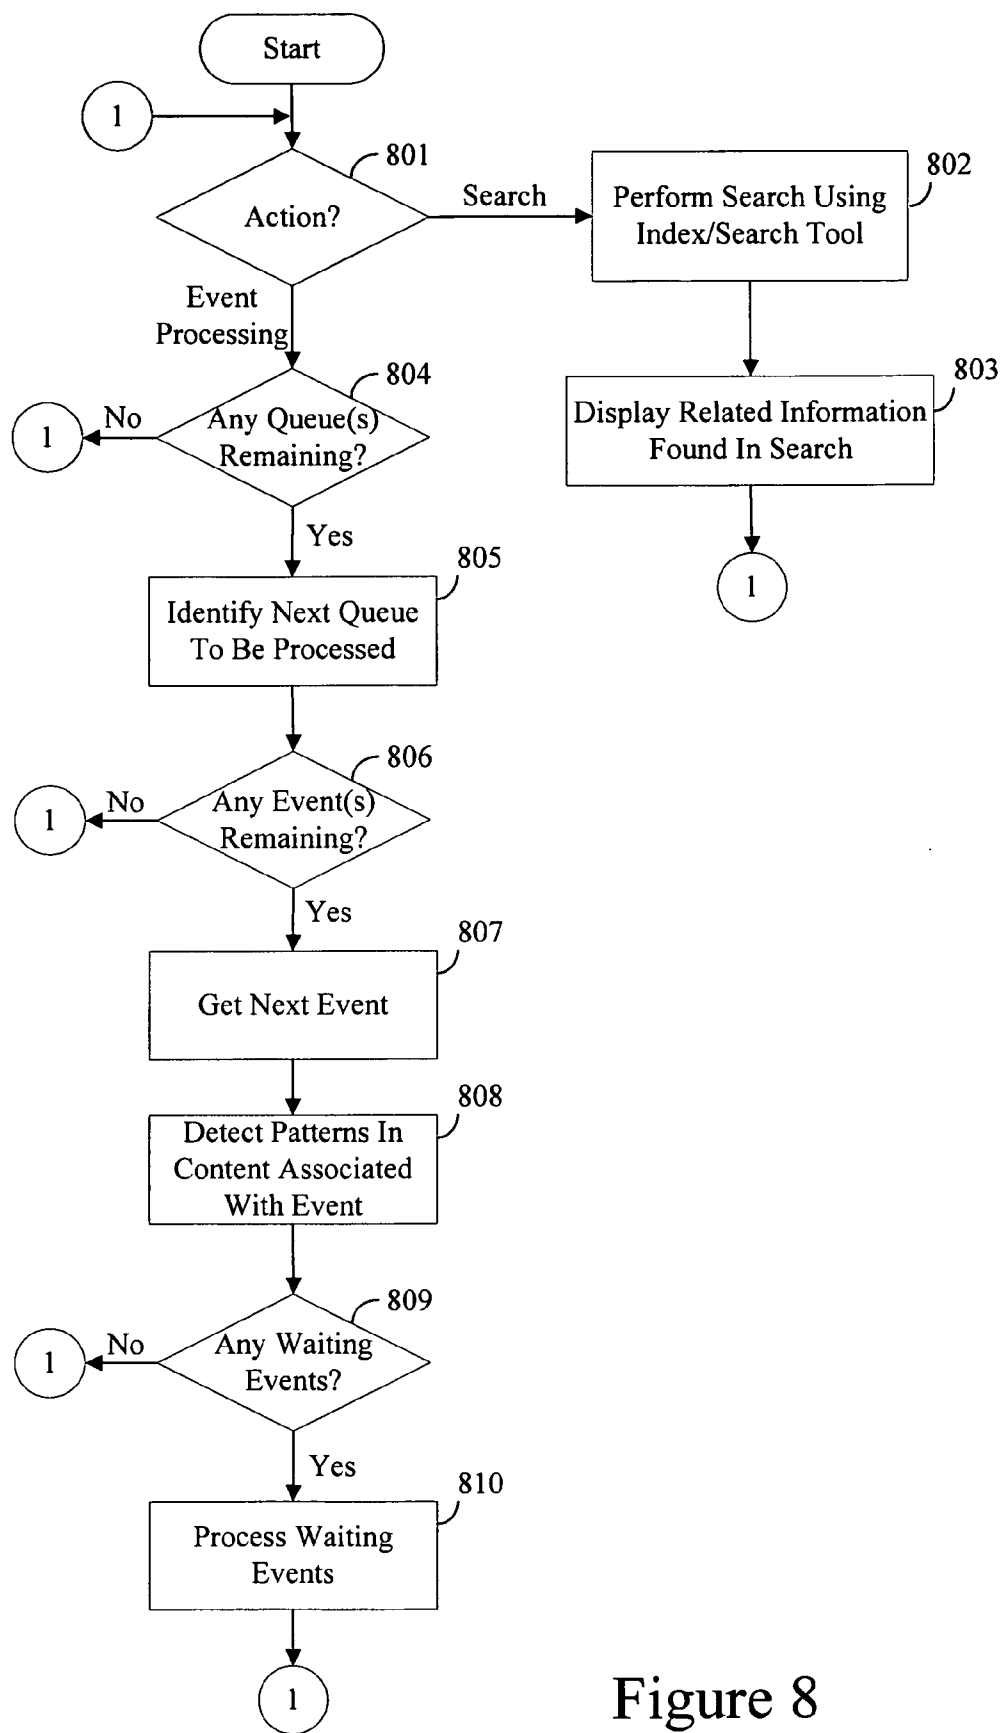 Start
1
801
Action?
Search
802
Perform Search Using
Index/Search Tool
Event
Processing
803
Display Related Information
Found In Search
1
804
Any Queue(s)
Remaining?
No
1
Yes
805
Identify Next Queue
To Be Processed
806
Any Event(s)
Remaining?
No
1
Yes
807
Get Next Event
808
Detect Patterns In
Content Associated
With Event
809
Any Waiting
Events?
No
1
Yes
810
Process Waiting
Events
1
Figure 8